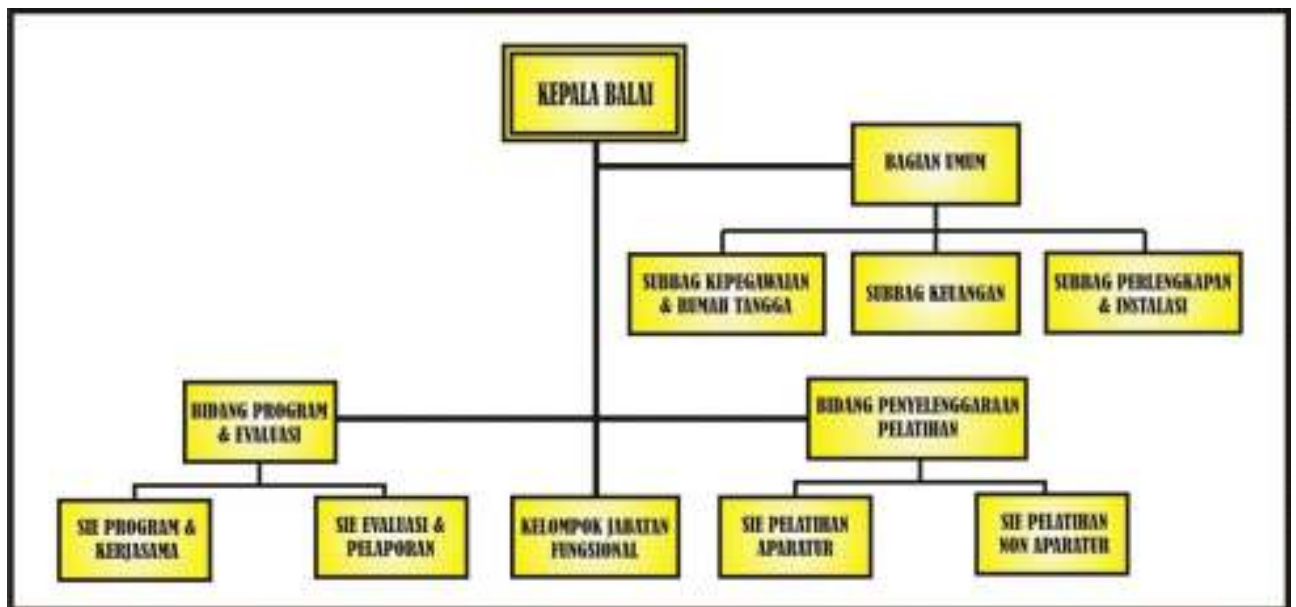 KEPALA BALAI
BAGIAN UMUM
SUBBAG KEPEGAWAIAN
& RUMAH TANGGA
SUBBAG KEUANGAN
SUBBAG PERLENGKAPAN
& INSTALASI
BIDANG PROGRAM
& EVALUASI
BIDANG PENYELENGGARAAN
PELATIHAN
SIE PROGRAM &
KERJASAMA
SIE EVALUASI &
PELAPORAN
KELOMPOK JABATAN
FUNGSIONAL
SIE PELATIHAN
APARATUR
SIE PELATIHAN
NON APARATUR